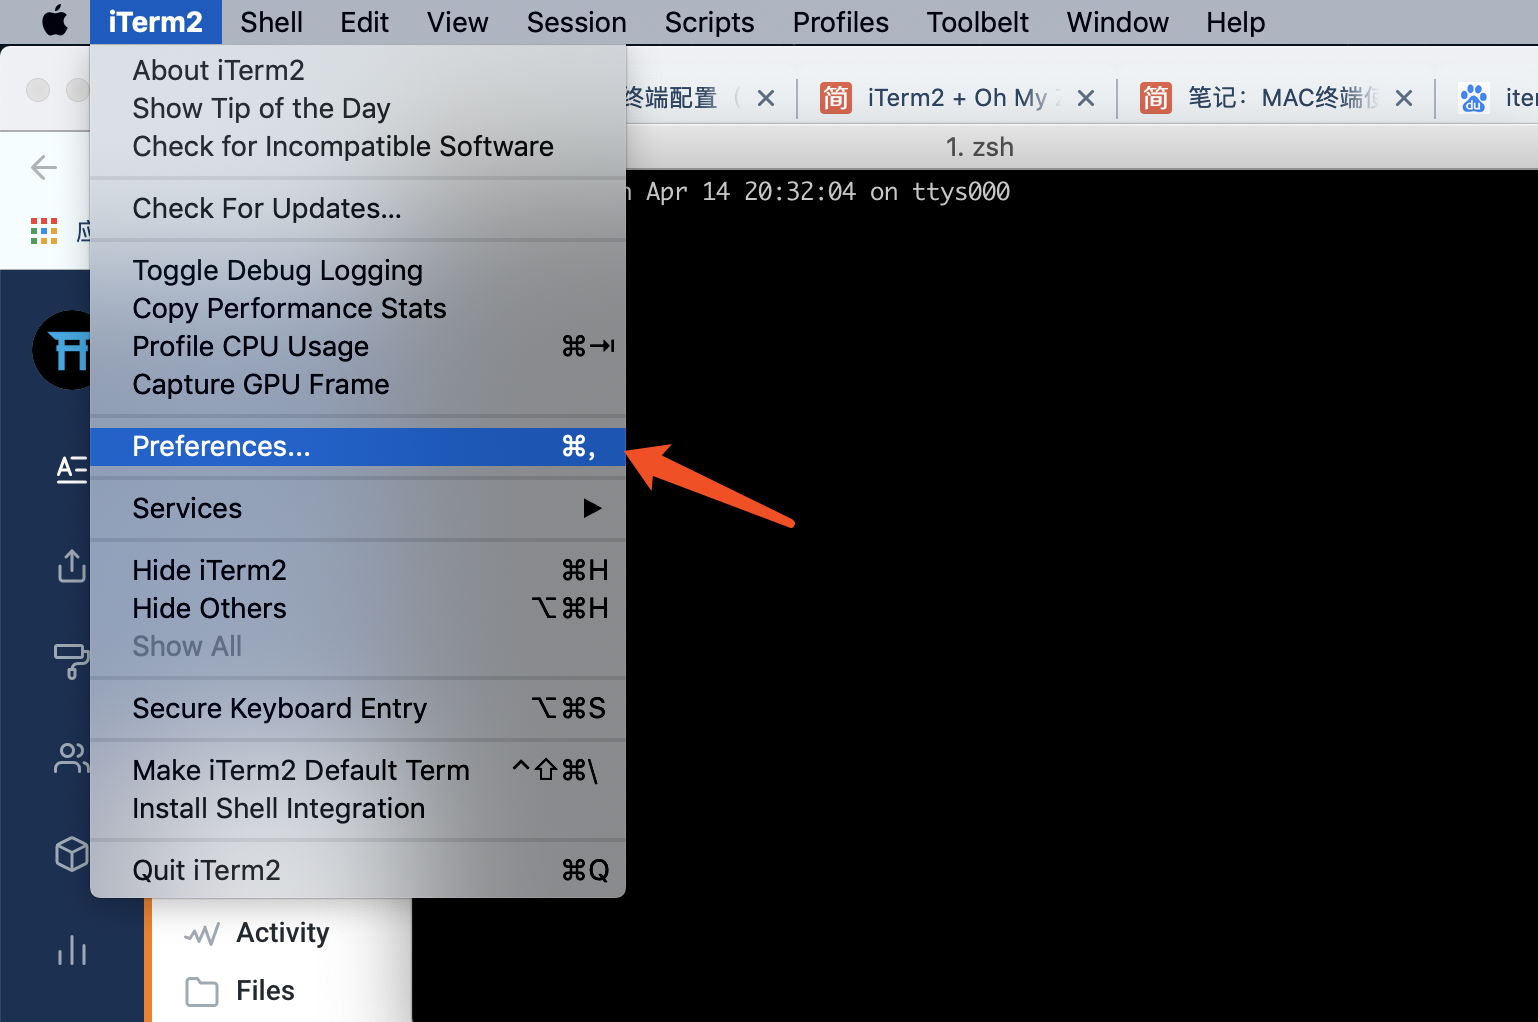 iTerm2 Shell Edit View Session Scripts Profiles Toolbelt Window Help
终端配置
简 iTerm2 + Oh My
简 笔记：MAC终端
du
1. zsh
Apr 14 20:32:04 on ttys000
About iTerm2
Show Tip of the Day
Check for Incompatible Software
Check For Updates...
Toggle Debug Logging
Copy Performance Stats
Profile CPU Usage ⌘⇥
Capture GPU Frame
Preferences... ⌘,
Services ▶
Hide iTerm2 ⌘H
Hide Others ⌥⌘H
Show All
Secure Keyboard Entry ⌥⌘S
Make iTerm2 Default Term ^⇧⌘\
Install Shell Integration
Quit iTerm2 ⌘Q
Activity
Files